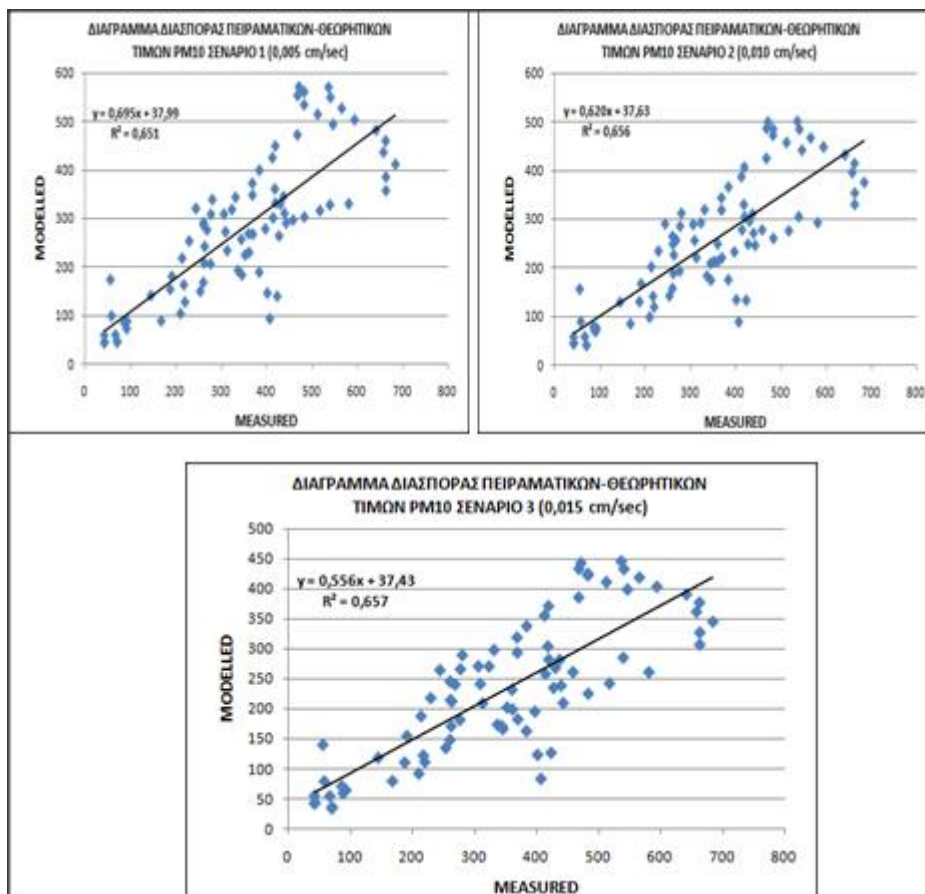 ΔΙΑΓΡΑΜΜΑ ΔΙΑΣΠΟΡΑΣ ΠΕΙΡΑΜΑΤΙΚΩΝ-ΘΕΩΡΗΤΙΚΩΝ
ΤΙΜΩΝ PM10 ΣΕΝΑΡΙΟ 1 (0,005 cm/sec)
600
500
400
300
200
100
0
y = 0,695x + 37,99
R² = 0,651
MODELLED
0 100 200 300 400 500 600 700 800
MEASURED
ΔΙΑΓΡΑΜΜΑ ΔΙΑΣΠΟΡΑΣ ΠΕΙΡΑΜΑΤΙΚΩΝ-ΘΕΩΡΗΤΙΚΩΝ
ΤΙΜΩΝ PM10 ΣΕΝΑΡΙΟ 2 (0,010 cm/sec)
600
500
400
300
200
100
0
y = 0,620x + 37,63
R² = 0,656
MODELLED
0 100 200 300 400 500 600 700 800
MEASURED
ΔΙΑΓΡΑΜΜΑ ΔΙΑΣΠΟΡΑΣ ΠΕΙΡΑΜΑΤΙΚΩΝ-ΘΕΩΡΗΤΙΚΩΝ
ΤΙΜΩΝ PM10 ΣΕΝΑΡΙΟ 3 (0,015 cm/sec)
500
450
400
350
300
250
200
150
100
50
0
y = 0,556x + 37,43
R² = 0,657
MODELLED
0 100 200 300 400 500 600 700 800
MEASURED